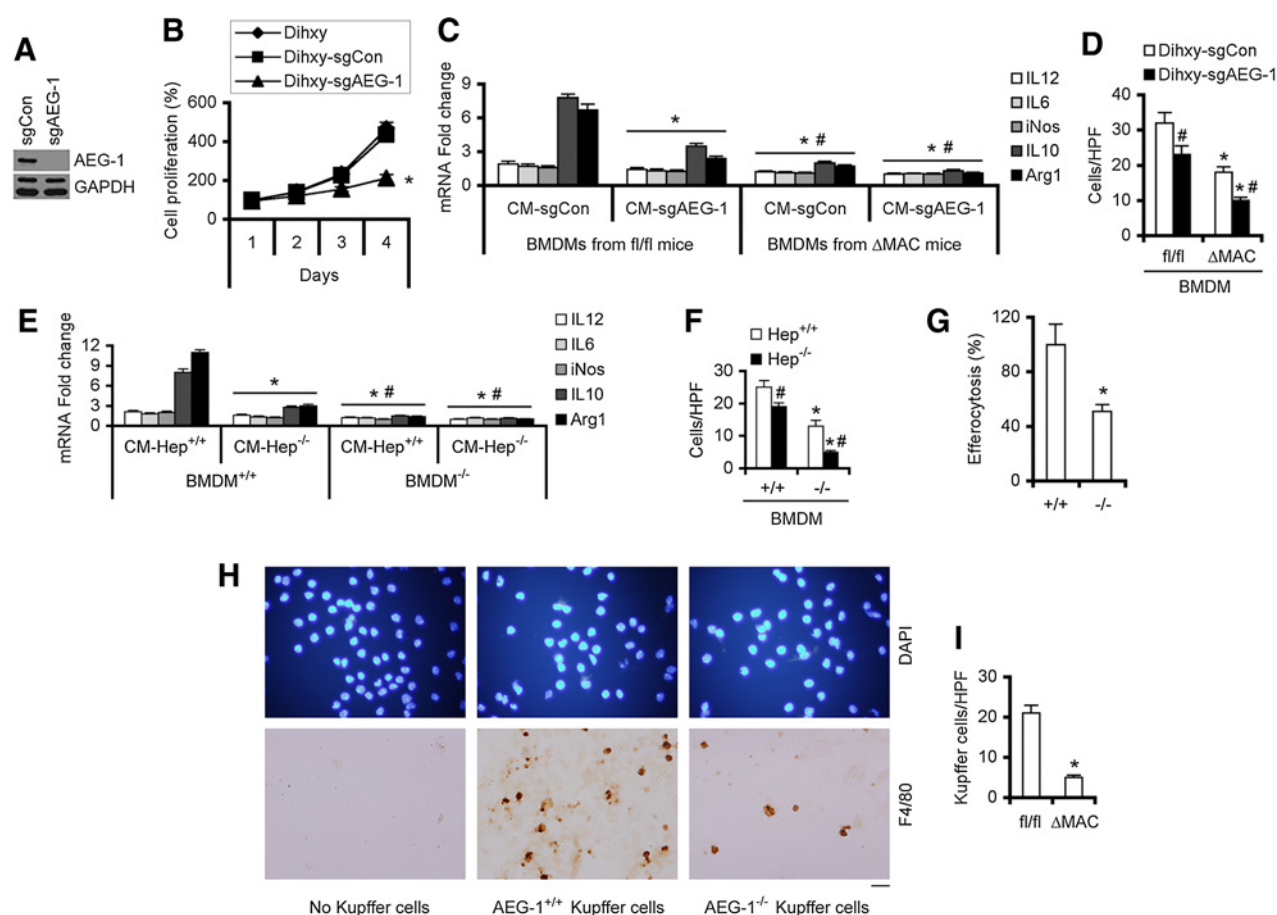 A
sgCon
sgAEG-1
AEG-1
GAPDH
B
Dihxy
Dihxy-sgCon
Dihxy-sgAEG-1
Cell proliferation (%)
600
400
200
0
*
1 2 3 4
Days
C
mRNA Fold change
9
6
3
0
*
* #
* #
IL12
IL6
iNos
IL10
Arg1
CM-sgCon CM-sgAEG-1 CM-sgCon CM-sgAEG-1
BMDMs from fl/fl mice BMDMs from ΔMAC mice
D
Dihxy-sgCon
Dihxy-sgAEG-1
Cells/HPF
40
30
20
10
0
#
*
*#
fl/fl ΔMAC
BMDM
E
mRNA Fold change
12
9
6
3
0
*
* #
* #
IL12
IL6
iNos
IL10
Arg1
CM-Hep+/+ CM-Hep-/- CM-Hep+/+ CM-Hep-/-
BMDM+/+ BMDM-/-
F
Hep+/+
Hep-/-
Cells/HPF
30
20
10
0
#
*
*#
+/+ -/-
BMDM
G
Efferocytosis (%)
120
80
40
0
*
+/+ -/-
H
DAPI
F4/80
No Kupffer cells AEG-1+/+ Kupffer cells AEG-1-/- Kupffer cells
I
Kupffer cells/HPF
30
20
10
0
*
fl/fl ΔMAC